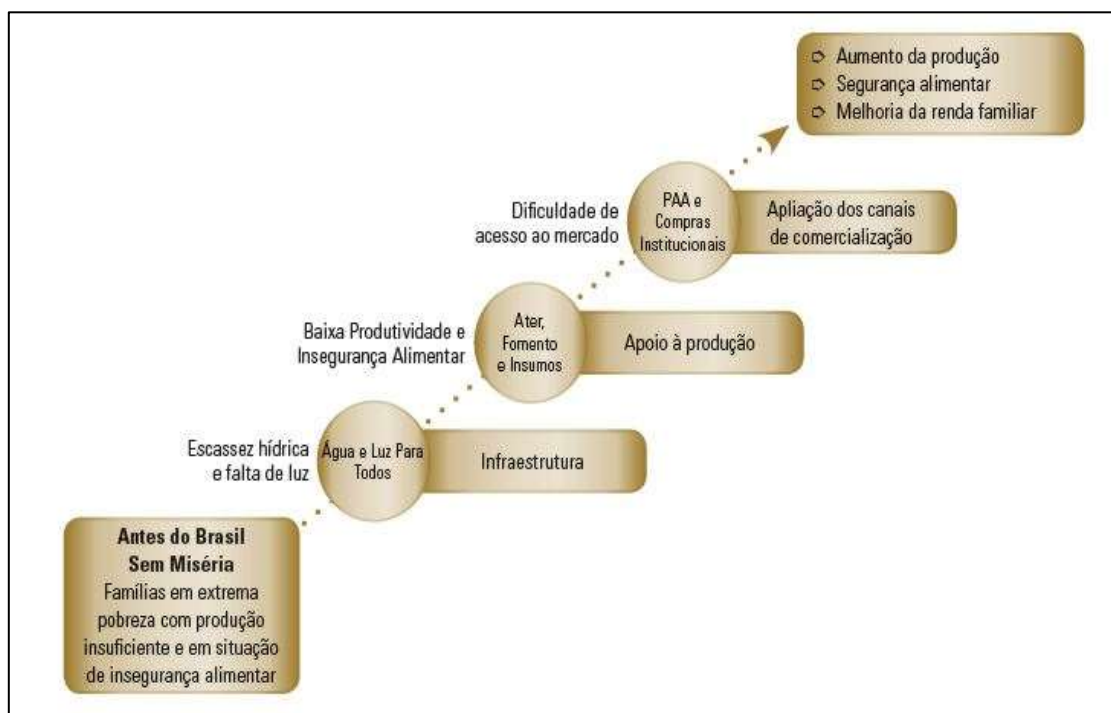 ➩ Aumento da produção
➩ Segurança alimentar
➩ Melhoria da renda familiar
Dificuldade de
acesso ao mercado
PAA e
Compras
Institucionais
Apliação dos canais
de comercialização
Baixa Produtividade e
Insegurança Alimentar
Ater,
Fomento
e Insumos
Apoio à produção
Escassez hídrica
e falta de luz
Água e Luz Para
Todos
Infraestrutura
Antes do Brasil
Sem Miséria
Famílias em extrema
pobreza com produção
insuficiente e em situação
de insegurança alimentar